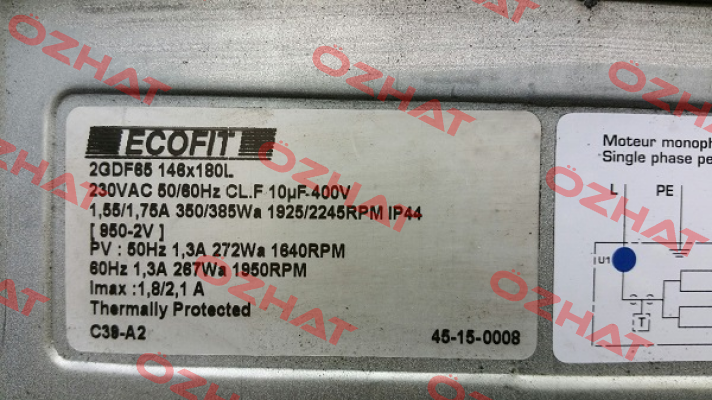 ECOFIT
2GDF65 146x180L
230VAC 50/60Hz CL.F 10µF-400V
1,55/1,75A 350/385Wa 1925/2245RPM IP44
[ 950-2V ]
PV : 50Hz 1,3A 272Wa 1640RPM
60Hz 1,3A 267Wa 1950RPM
Imax :1,8/2,1 A
Thermally Protected
C39-A2 45-15-0008
Moteur monoph
Single phase pe
L PE
U1
T
OZHAT
OZHAT
OZHAT
OZHAT
OZHAT
OZHAT
OZHAT
OZHAT
OZHAT